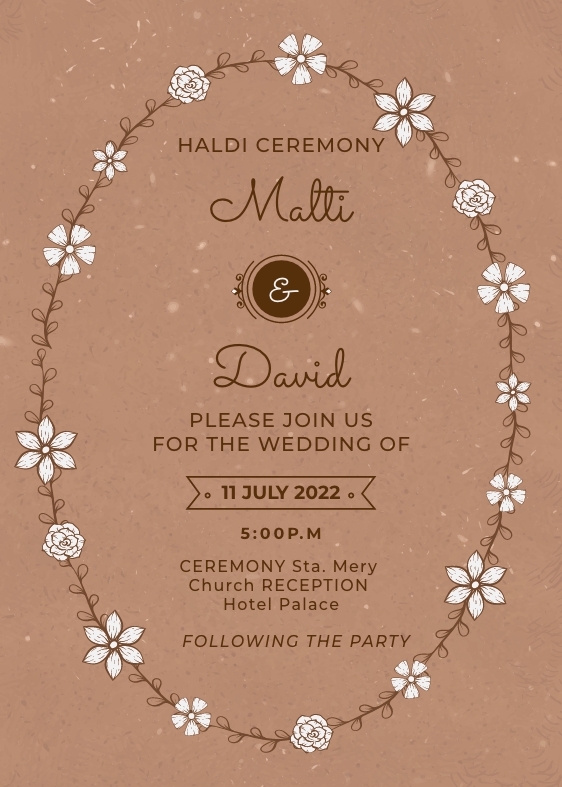 HALDI CEREMONY
Malti
&
David
PLEASE JOIN US
FOR THE WEDDING OF
11 JULY 2022
5:00P.M
CEREMONY Sta. Mery
Church RECEPTION
Hotel Palace
FOLLOWING THE PARTY